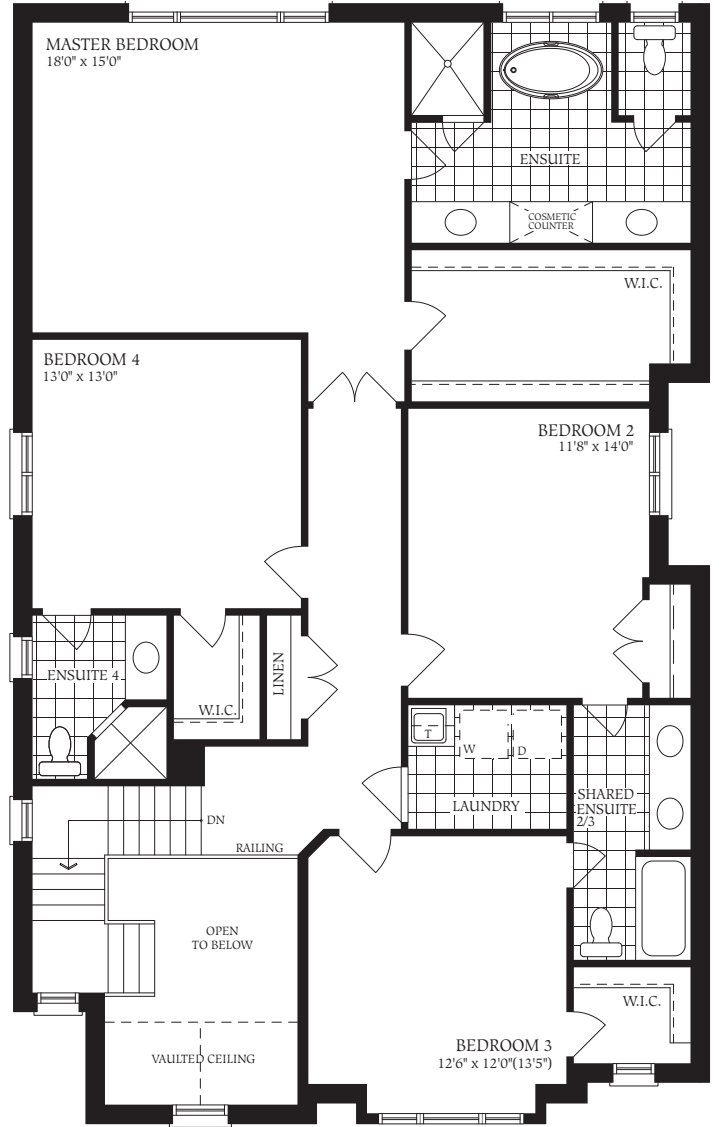 MASTER BEDROOM
18'0" x 15'0"
ENSUITE
COSMETIC
COUNTER
W.I.C.
BEDROOM 4
13'0" x 13'0"
BEDROOM 2
11'8" x 14'0"
ENSUITE 4
W.I.C.
LINEN
T
W
D
LAUNDRY
SHARED
ENSUITE
2/3
DN
RAILING
OPEN
TO BELOW
W.I.C.
VAULTED CEILING
BEDROOM 3
12'6" x 12'0"(13'5")